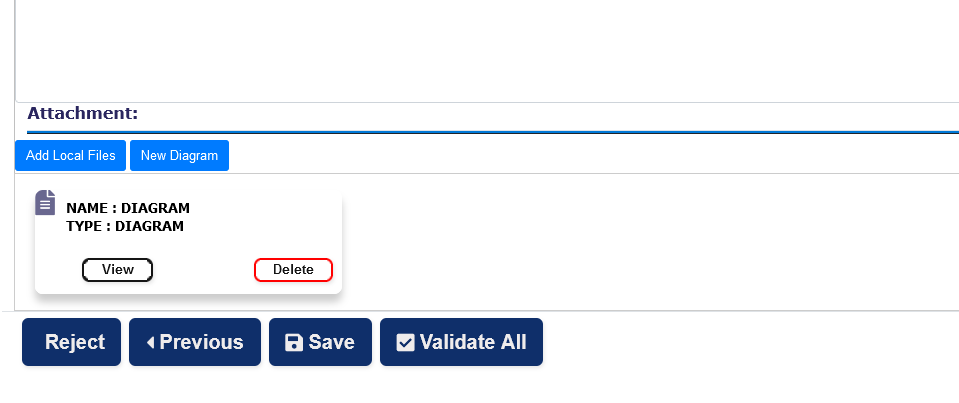 Attachment:
Add Local Files New Diagram
NAME : DIAGRAM
TYPE : DIAGRAM
View Delete
Reject Previous Save Validate All